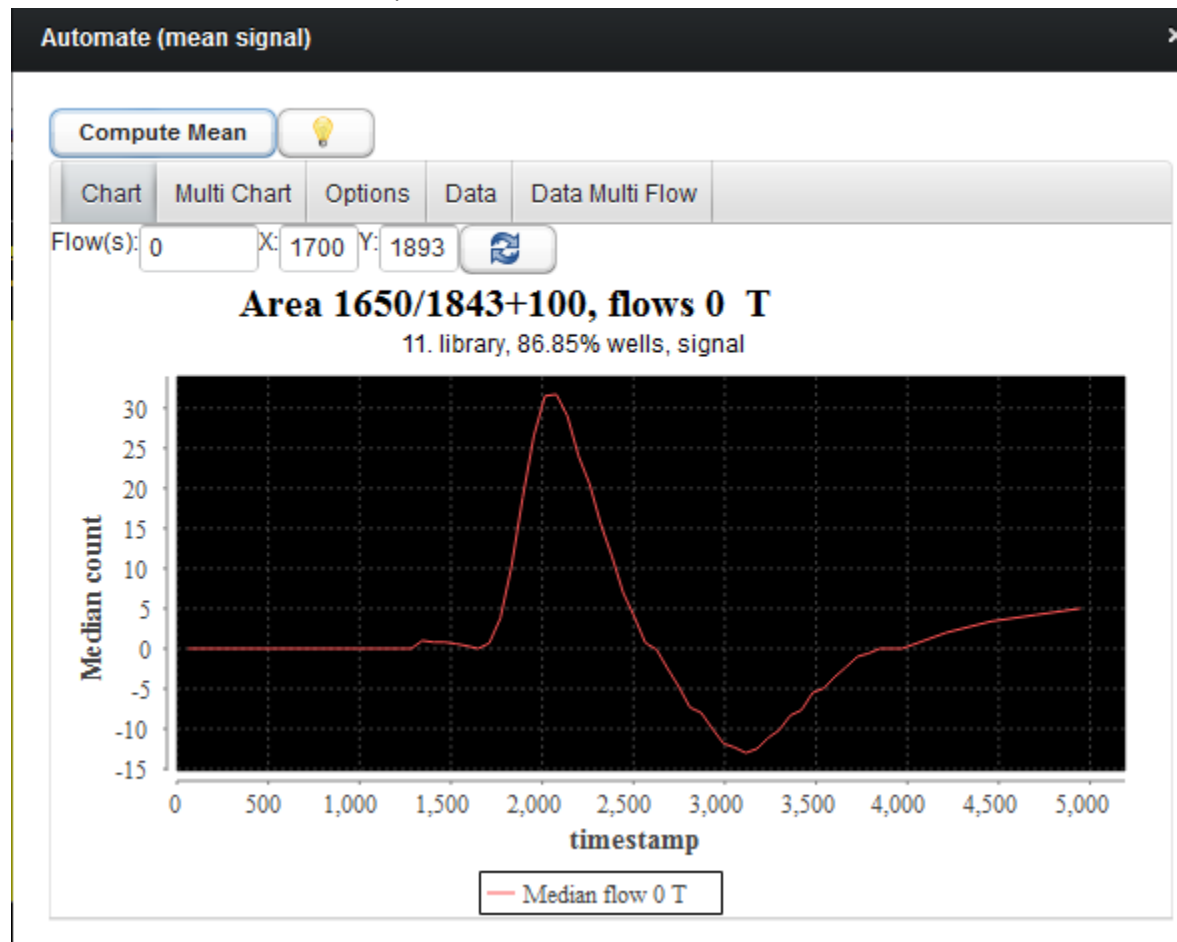 Automate (mean signal)
Compute Mean
Chart Multi Chart Options Data Data Multi Flow
Flow(s): 0 X: 1700 Y: 1893
Area 1650/1843+100, flows 0 T
11. library, 86.85% wells, signal
30
25
20
15
10
5
0
-5
-10
-15
Median count
0 500 1,000 1,500 2,000 2,500 3,000 3,500 4,000 4,500 5,000
timestamp
Median flow 0 T